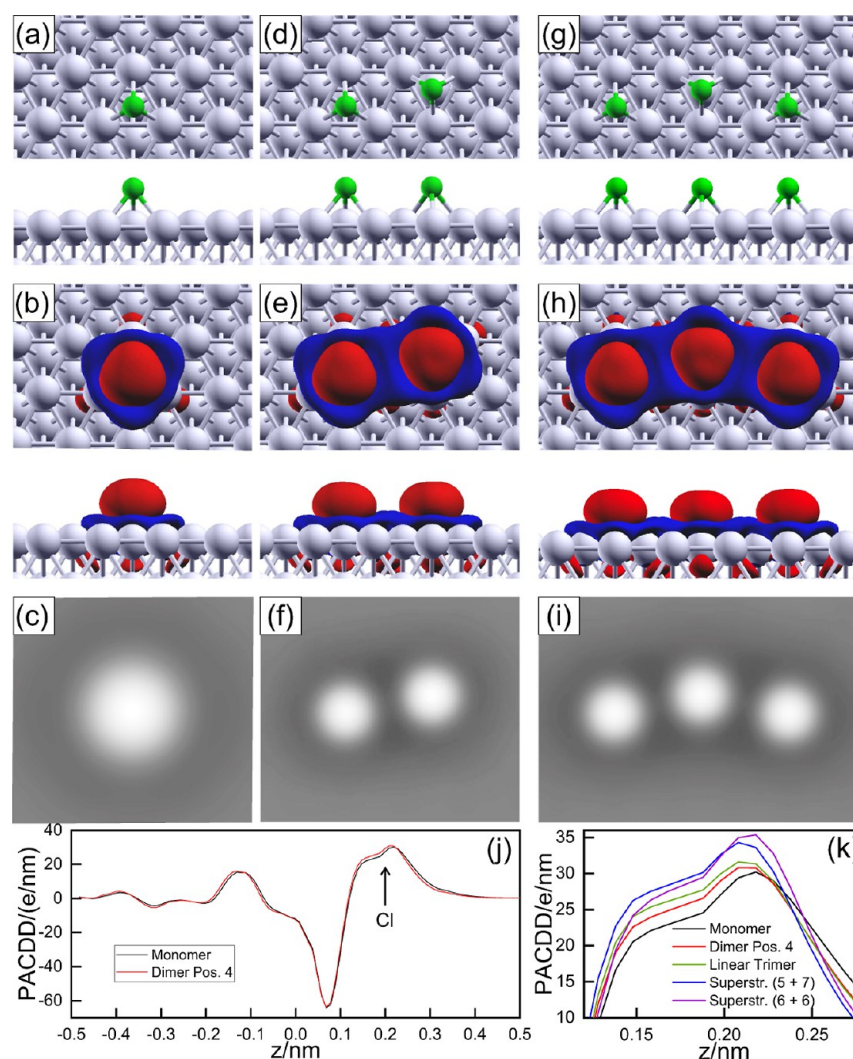 (a)
(d)
(g)
(b)
(e)
(h)
(c)
(f)
(i)
(j)
PACDD/(e/nm)
40
20
0
-20
-40
-60
Cl
Monomer
Dimer Pos. 4
-0.5 -0.4 -0.3 -0.2 -0.1 0.0 0.1 0.2 0.3 0.4 0.5
z/nm
(k)
PACDD/e/nm)
35
30
25
20
15
10
Monomer
Dimer Pos. 4
Linear Trimer
Superstr. (5 + 7)
Superstr. (6 + 6)
0.15 0.20 0.25
z/nm